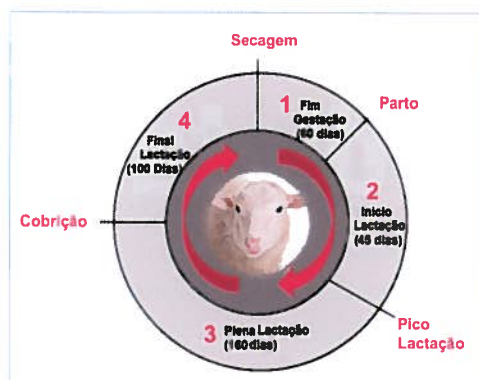 Secagem
1
Fim
Gestação
(60 dias)
Parto
2
Início
Lactação
(45 dias)
Pico
Lactação
3 Plena Lactação
(160 dias)
Cobrição
4
Final
Lactação
(100 Dias)